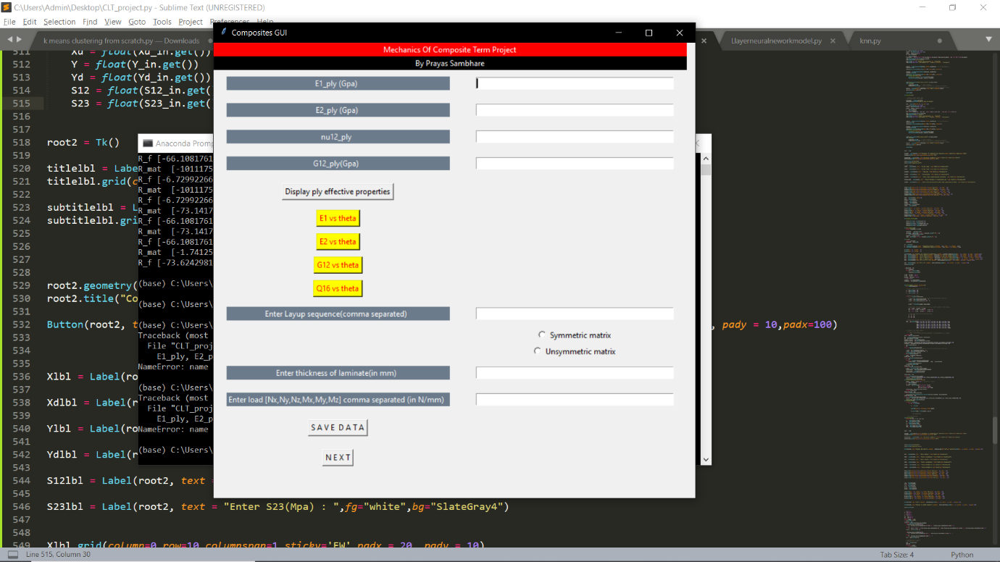 C:\Users\Admin\Desktop\CLT_project.py - Sublime Text (UNREGISTERED)
File Edit Selection Find View Goto Tools Project Preferences Help
k means clustering from scratch.py — Downloads
Llayerneuralneworkmodel.py
knn.py
511 Xu = float(Xu_in.get())
512 Y = float(Y_in.get())
513 Yd = float(Yd_in.get())
514 S12 = float(S12_in.get(
515 S23 = float(S23_in.get(
516
517
518 root2 = Tk()
519
520 titlelbl = Labe
521 titlelbl.grid(c
522
523 subtitlelbl = L
524 subtitlelbl.gri
525
526
527
528
529 root2.geometry(
530 root2.title("Co
531
532 Button(root2, t , pady = 10,padx=100)
533
534
535
536 Xlbl = Label(ro
537
538 Xdlbl = Label(r
539
540 Ylbl = Label(ro
541
542 Ydlbl = Label(r
543
544 S12lbl = Label(root2, text =
545
546 S23lbl = Label(root2, text = "Enter S23(Mpa) : ",fg="white",bg="SlateGray4")
547
548
549 Xlbl.grid(column=0,row=10,columnspan=1,sticky='EW',padx = 20, pady = 10)
Anaconda Promp
R_f [-66.1081761
R_mat [-1011175
R_f [-6.72992266
R_mat [-1011175
R_f [-6.72992266
R_mat [-73.1417
R_f [-66.1081761
R_mat [-73.1417
R_f [-66.1081761
R_mat [-1.74125
R_f [-73.6242981
(base) C:\Users\
(base) C:\Users\
(base) C:\Users\
Traceback (most
File "CLT_proj
E1_ply, E2_p
NameError: name
(base) C:\Users\
Traceback (most
File "CLT_proj
E1_ply, E2_p
NameError: name
(base) C:\Users\
Composites GUI
Mechanics Of Composite Term Project
By Prayas Sambhare
E1_ply (Gpa)
E2_ply (Gpa)
nu12_ply
G12_ply(Gpa)
Display ply effective properties
E1 vs theta
E2 vs theta
G12 vs theta
Q16 vs theta
Enter Layup sequence(comma separated)
Symmetric matrix
Unsymmetric matrix
Enter thickness of laminate(in mm)
Enter load [Nx,Ny,Nz,Mx,My,Mz] comma separated (in N/mm)
SAVE DATA
NEXT
Line 515, Column 30
Tab Size: 4
Python